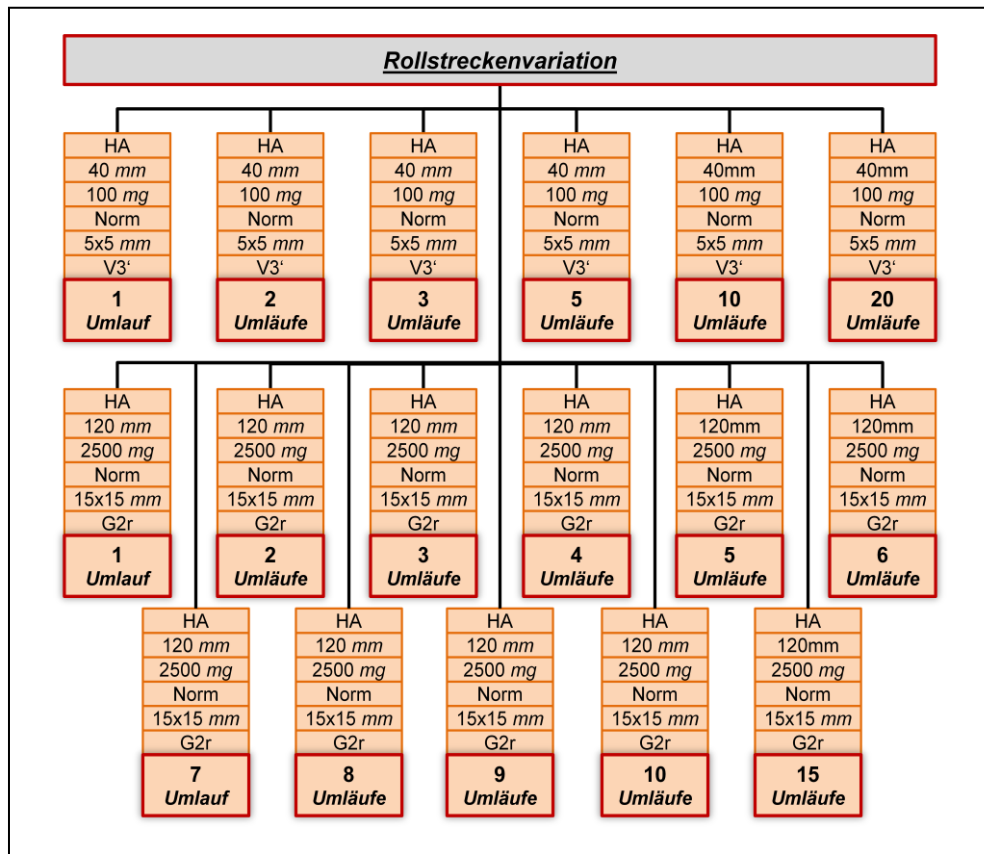 Rollstreckenvariation
HA
40 mm
100 mg
Norm
5x5 mm
V3‘
1
Umlauf
HA
40 mm
100 mg
Norm
5x5 mm
V3‘
2
Umläufe
HA
40 mm
100 mg
Norm
5x5 mm
V3‘
3
Umläufe
HA
40 mm
100 mg
Norm
5x5 mm
V3‘
5
Umläufe
HA
40mm
100 mg
Norm
5x5 mm
V3‘
10
Umläufe
HA
40mm
100 mg
Norm
5x5 mm
V3‘
20
Umläufe
HA
120 mm
2500 mg
Norm
15x15 mm
G2r
1
Umlauf
HA
120 mm
2500 mg
Norm
15x15 mm
G2r
2
Umläufe
HA
120 mm
2500 mg
Norm
15x15 mm
G2r
3
Umläufe
HA
120 mm
2500 mg
Norm
15x15 mm
G2r
4
Umläufe
HA
120mm
2500 mg
Norm
15x15 mm
G2r
5
Umläufe
HA
120mm
2500 mg
Norm
15x15 mm
G2r
6
Umläufe
HA
120 mm
2500 mg
Norm
15x15 mm
G2r
7
Umlauf
HA
120 mm
2500 mg
Norm
15x15 mm
G2r
8
Umläufe
HA
120 mm
2500 mg
Norm
15x15 mm
G2r
9
Umläufe
HA
120 mm
2500 mg
Norm
15x15 mm
G2r
10
Umläufe
HA
120mm
2500 mg
Norm
15x15 mm
G2r
15
Umläufe